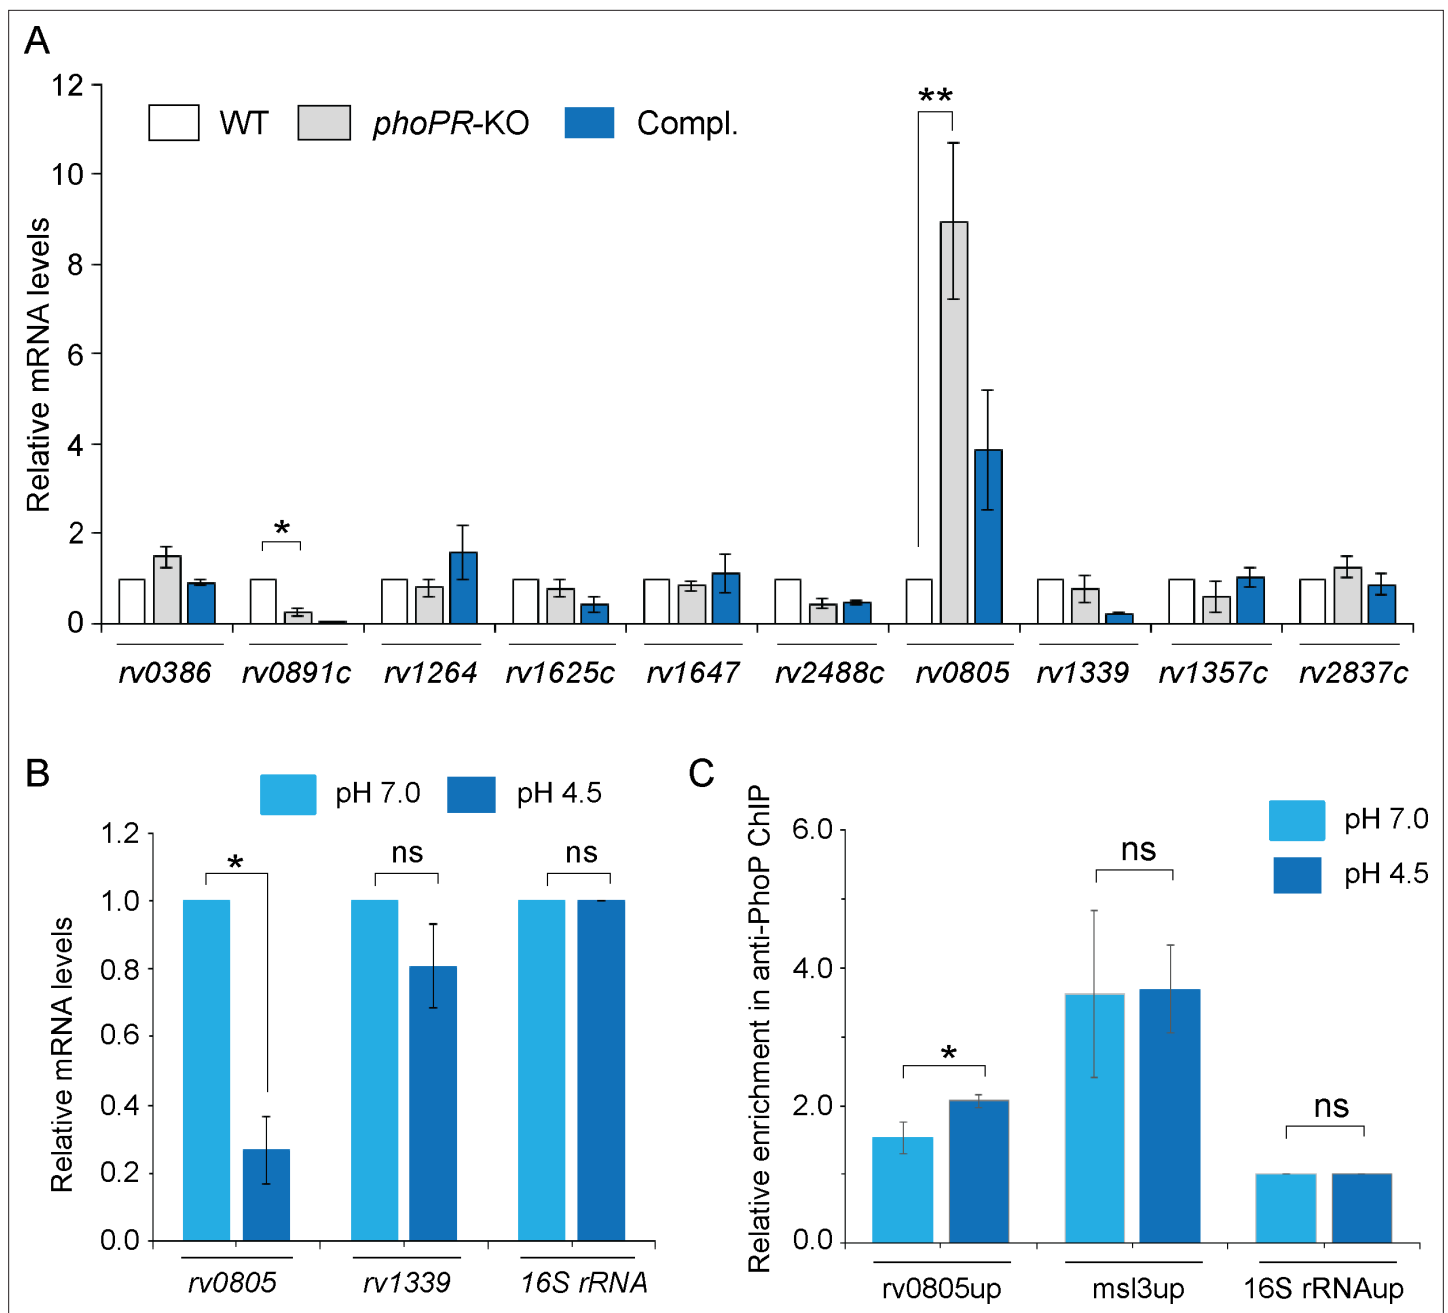 A
WT phoPR-KO Compl.
**
*
Relative mRNA levels
12
10
8
6
4
2
0
rv0386 rv0891c rv1264 rv1625c rv1647 rv2488c rv0805 rv1339 rv1357c rv2837c
B
pH 7.0 pH 4.5
* ns ns
Relative mRNA levels
1.2
1.0
0.8
0.6
0.4
0.2
0.0
rv0805 rv1339 16S rRNA
C
pH 7.0
pH 4.5
* ns ns
Relative enrichment in anti-PhoP ChIP
6.0
4.0
2.0
0.0
rv0805up msl3up 16S rRNAup